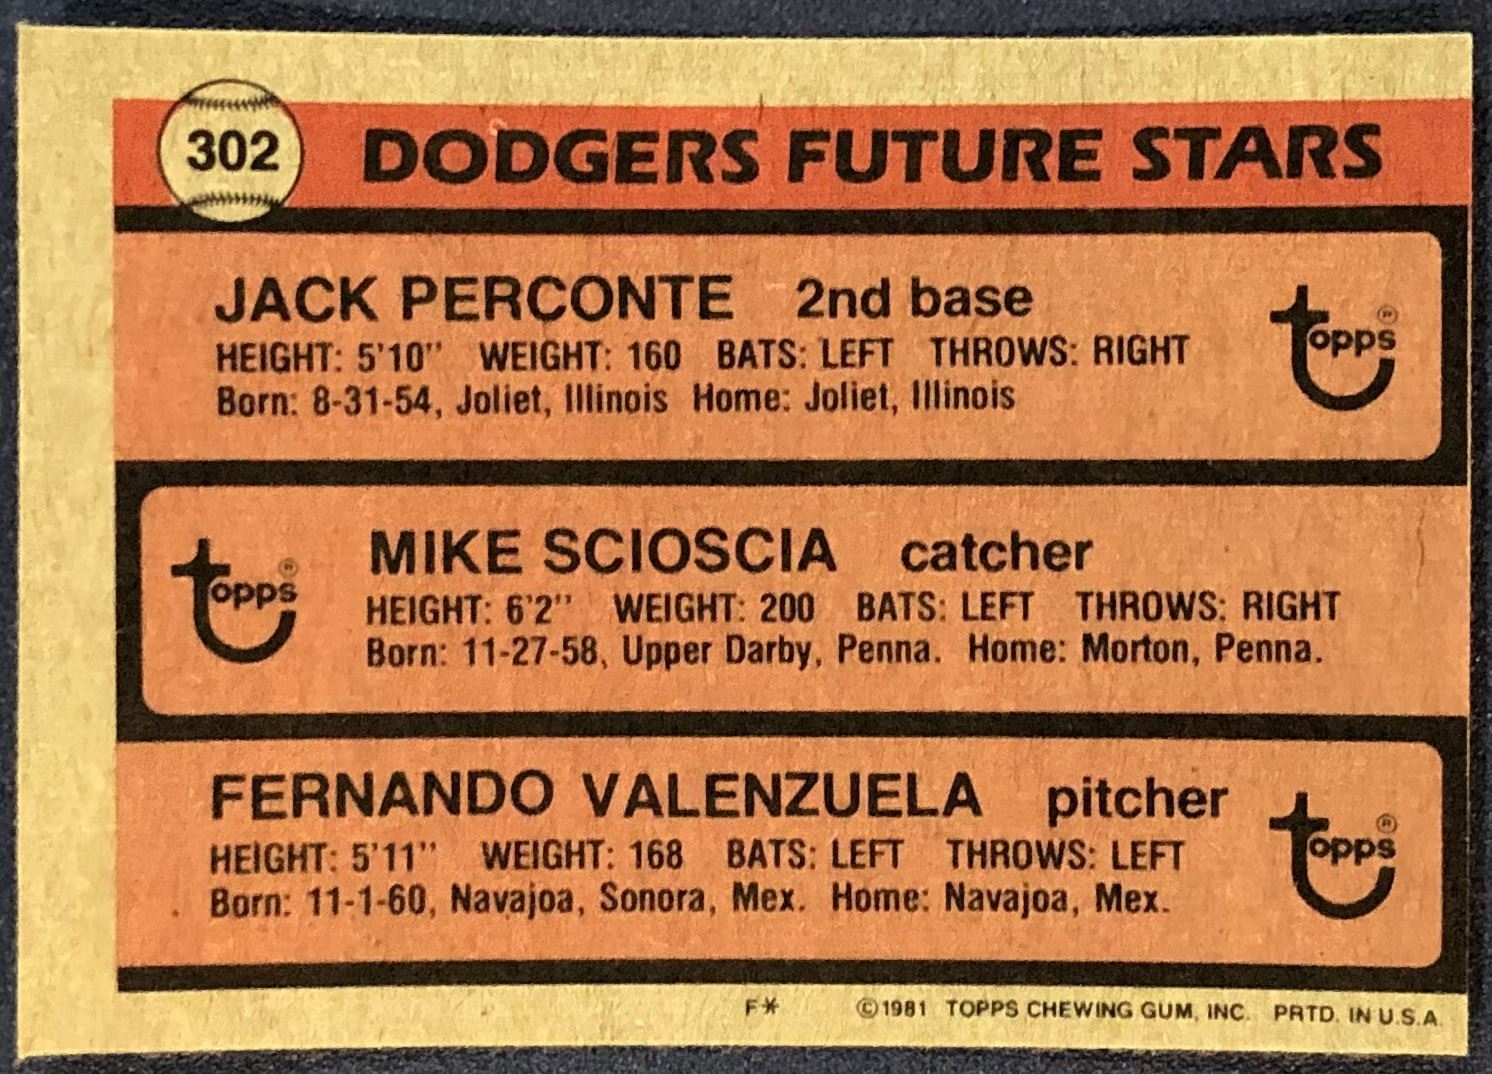 302 DODGERS FUTURE STARS
JACK PERCONTE 2nd base
HEIGHT: 5'10" WEIGHT: 160 BATS: LEFT THROWS: RIGHT
Born: 8-31-54, Joliet, Illinois Home: Joliet, Illinois
topps ®
MIKE SCIOSCIA catcher
HEIGHT: 6'2" WEIGHT: 200 BATS: LEFT THROWS: RIGHT
Born: 11-27-58, Upper Darby, Penna. Home: Morton, Penna.
topps ®
FERNANDO VALENZUELA pitcher
HEIGHT: 5'11" WEIGHT: 168 BATS: LEFT THROWS: LEFT
Born: 11-1-60, Navajoa, Sonora, Mex. Home: Navajoa, Mex.
topps ®
F* ©1981 TOPPS CHEWING GUM, INC. PRTD. IN U.S.A.